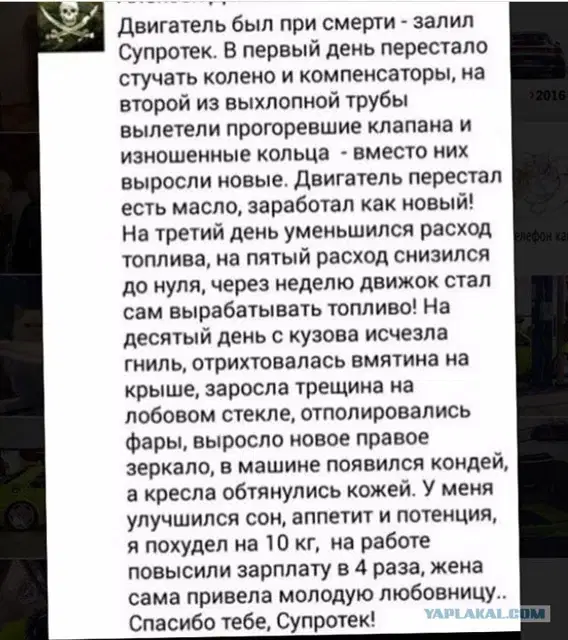 Двигатель был при смерти - залил
Супротек. В первый день перестало
стучать колено и компенсаторы, на
второй из выхлопной трубы
вылетели прогоревшие клапана и
изношенные кольца - вместо них
выросли новые. Двигатель перестал
есть масло, заработал как новый!
На третий день уменьшился расход
топлива, на пятый расход снизился
до нуля, через неделю движок стал
сам вырабатывать топливо! На
десятый день с кузова исчезла
гниль, отрихтовалась вмятина на
крыше, заросла трещина на
лобовом стекле, отполировались
фары, выросло новое правое
зеркало, в машине появился кондей,
а кресла обтянулись кожей. У меня
улучшился сон, аппетит и потенция,
я похудел на 10 кг, на работе
повысили зарплату в 4 раза, жена
сама привела молодую любовницу..
Спасибо тебе, Супротек!
>2016
YAPLAKAL.COM